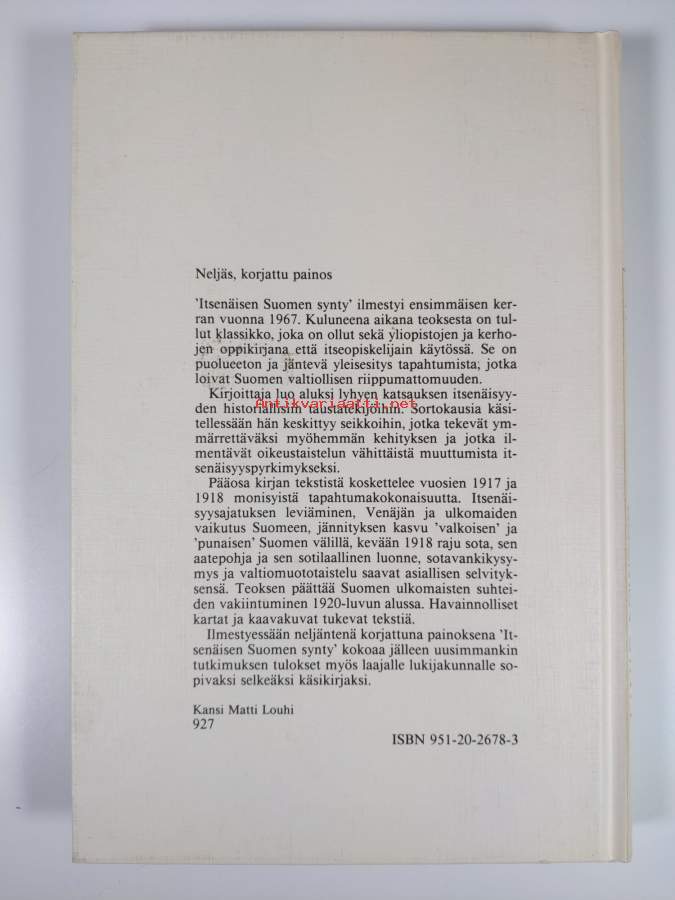 Neljäs, korjattu painos
'Itsenäisen Suomen synty' ilmestyi ensimmäisen ker-
ran vuonna 1967. Kuluneena aikana teoksesta on tul-
lut klassikko, joka on ollut sekä yliopistojen ja kerho-
jen oppikirjana että itseopiskelijain käytössä. Se on
puolueeton ja jäntevä yleisesitys tapahtumista, jotka
loivat Suomen valtiollisen riippumattomuuden.
Kirjoittaja luo aluksi lyhyen katsauksen itsenäisyy-
den historiallisiin taustatekijöihin. Sortokausia käsi-
Antikvariaatti.net
tellessään hän keskittyy seikkoihin, jotka tekevät ym-
märrettäväksi myöhemmän kehityksen ja jotka il-
mentävät oikeustaistelun vähittäistä muuttumista it-
senäisyyspyrkimykseksi.
Pääosa kirjan tekstistä koskettelee vuosien 1917 ja
1918 monisyistä tapahtumakokonaisuutta. Itsenäi-
syysajatuksen leviäminen, Venäjän ja ulkomaiden
vaikutus Suomeen, jännityksen kasvu 'valkoisen' ja
'punaisen' Suomen välillä, kevään 1918 raju sota, sen
aatepohja ja sen sotilaallinen luonne, sotavankikysy-
mys ja valtiomuototaistelu saavat asiallisen selvityk-
sensä. Teoksen päättää Suomen ulkomaisten suhtei-
den vakiintuminen 1920-luvun alussa. Havainnolliset
kartat ja kaavakuvat tukevat tekstiä.
Ilmestyessään neljäntenä korjattuna painoksena 'It-
senäisen Suomen synty' kokoaa jälleen uusimmankin
tutkimuksen tulokset myös laajalle lukijakunnalle so-
pivaksi selkeäksi käsikirjaksi.
Kansi Matti Louhi
927
ISBN 951-20-2678-3